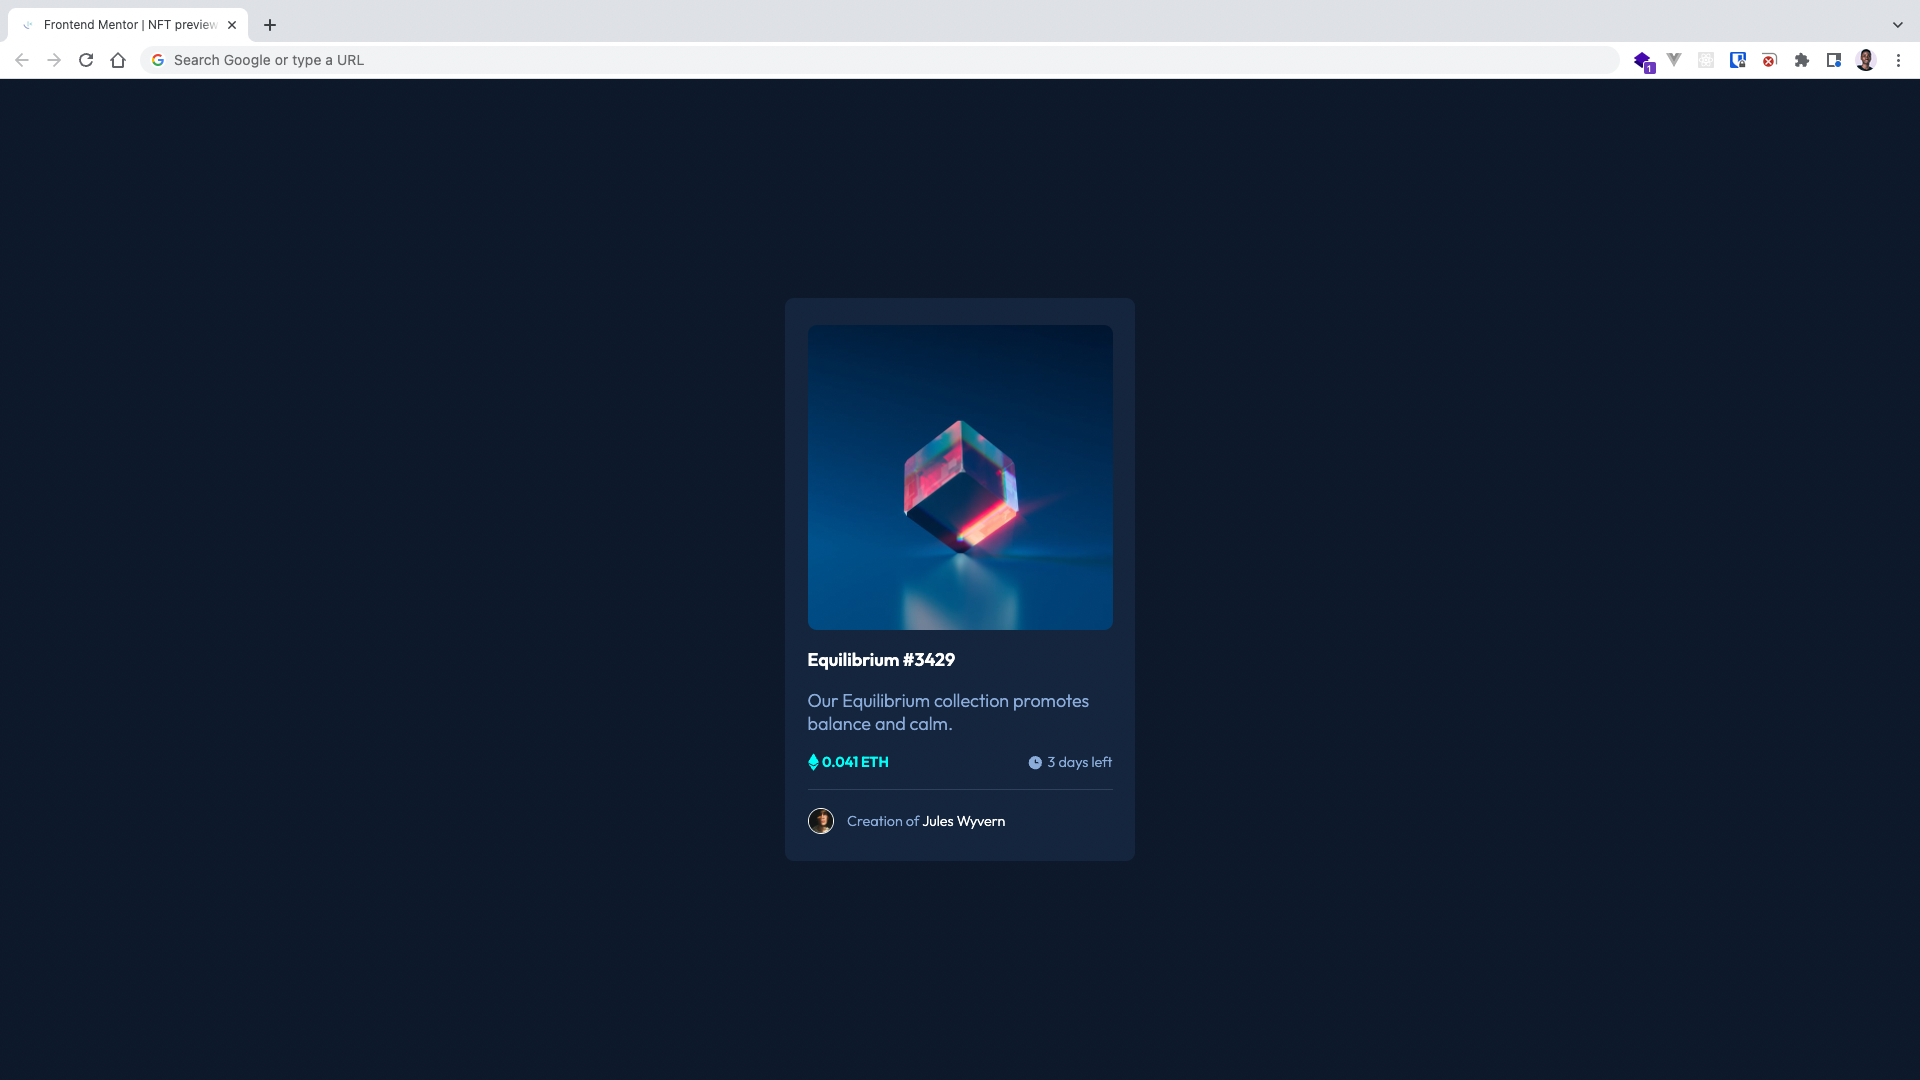 Frontend Mentor | NFT preview
Search Google or type a URL
1
Equilibrium #3429
Our Equilibrium collection promotes
balance and calm.
0.041 ETH
3 days left
Creation of Jules Wyvern